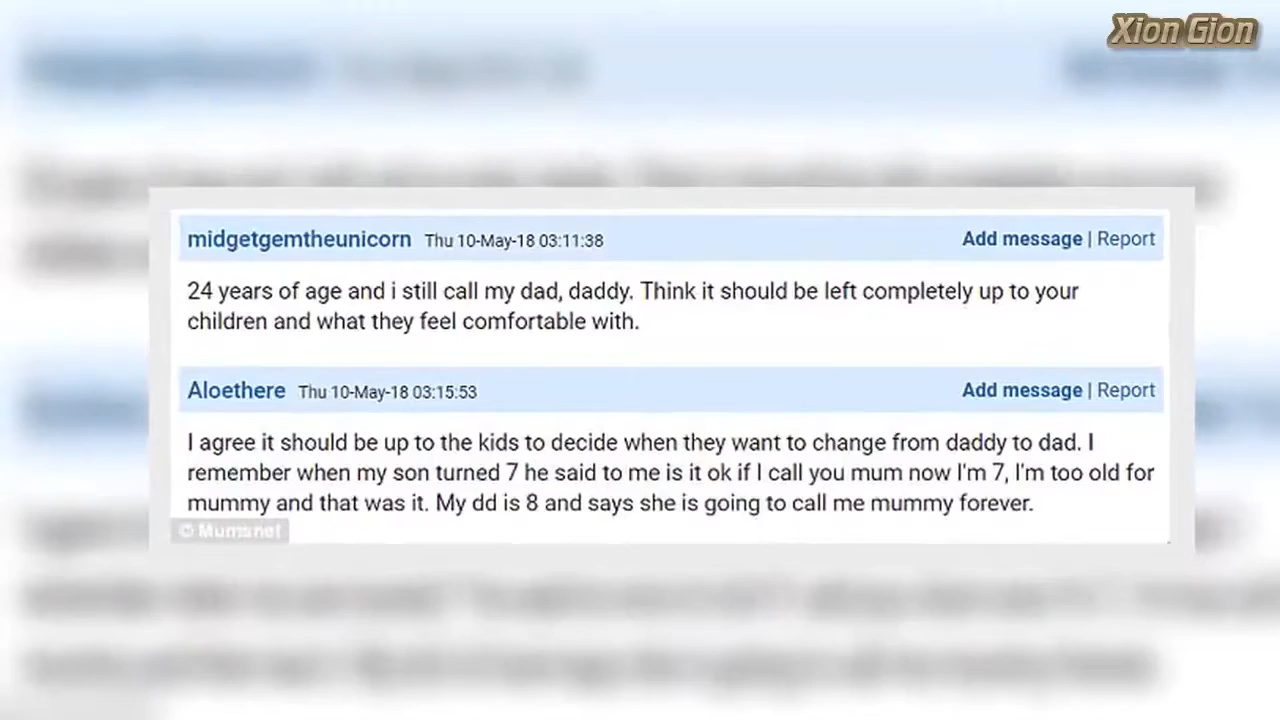 Xion Gion
midgetgemtheunicorn Thu 10-May-18 03:11:38 Add message | Report
24 years of age and i still call my dad, daddy. Think it should be left completely up to your
children and what they feel comfortable with.
Aloethere Thu 10-May-18 03:15:53 Add message | Report
I agree it should be up to the kids to decide when they want to change from daddy to dad. I
remember when my son turned 7 he said to me is it ok if I call you mum now I'm 7, I'm too old for
mummy and that was it. My dd is 8 and says she is going to call me mummy forever.
© Mumsnet